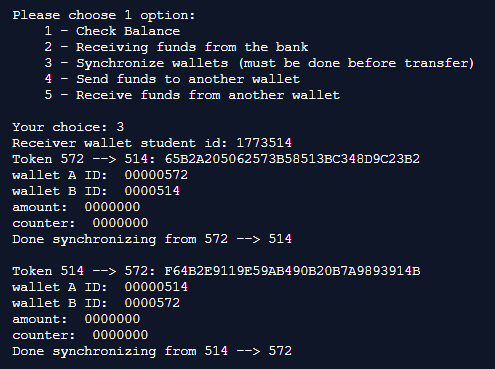 Please choose 1 option:
1 - Check Balance
2 - Receiving funds from the bank
3 - Synchronize wallets (must be done before transfer)
4 - Send funds to another wallet
5 - Receive funds from another wallet
Your choice: 3
Receiver wallet student id: 1773514
Token 572 --> 514: 65B2A205062573B58513BC348D9C23B2
wallet A ID:  00000572
wallet B ID:  0000514
amount:  0000000
counter:  0000000
Done synchronizing from 572 --> 514
Token 514 --> 572: F64B2E9119E59AB490B20B7A9893914B
wallet A ID:  00000514
wallet B ID:  0000572
amount:  0000000
counter:  0000000
Done synchronizing from 514 --> 572